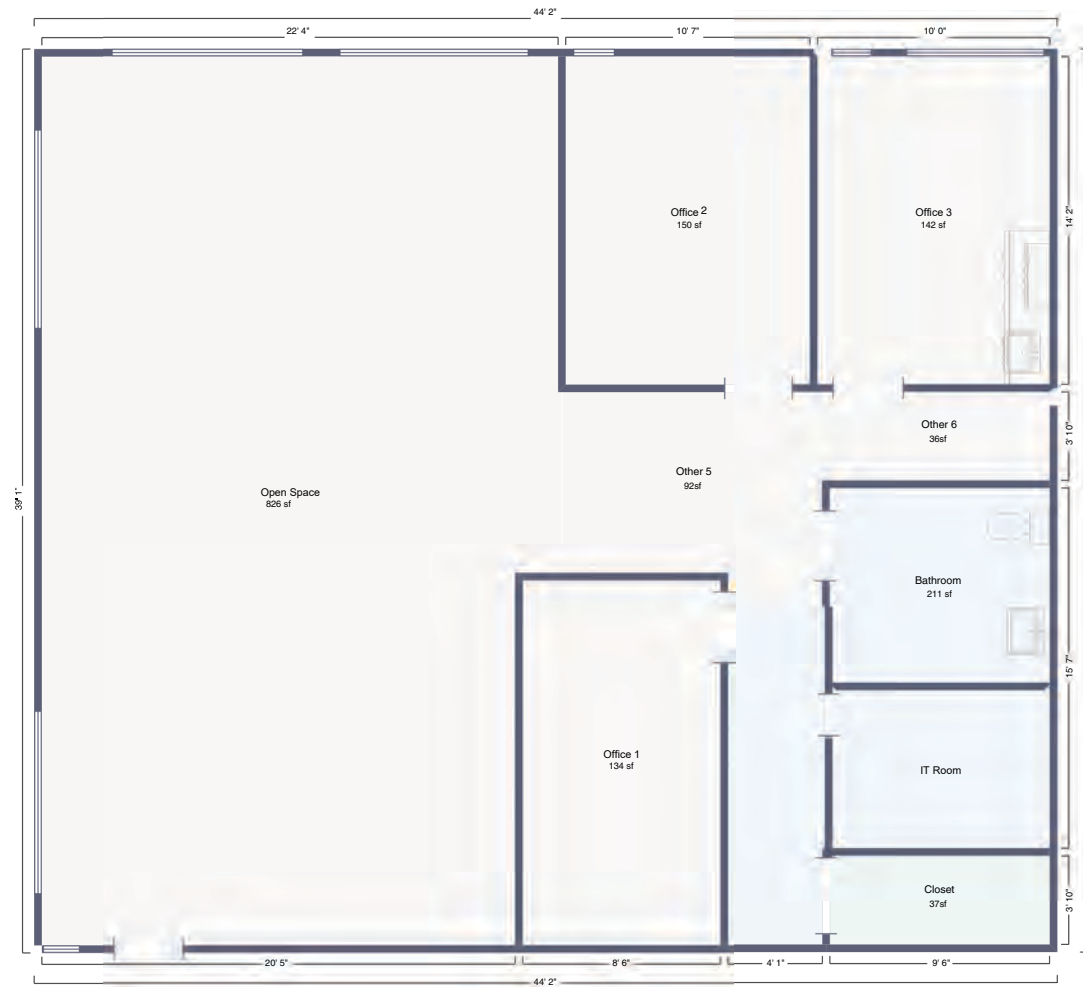 44' 2"
22' 4"
10' 7"
10' 0"
Office 2
150 sf
Office 3
142 sf
14' 2"
Other 6
36sf
3' 10"
Other 5
92sf
Open Space
826 sf
Bathroom
211 sf
15' 7"
Office 1
134 sf
IT Room
Closet
37sf
3' 10"
20' 5"
8' 6"
4' 1"
9' 6"
44' 2"